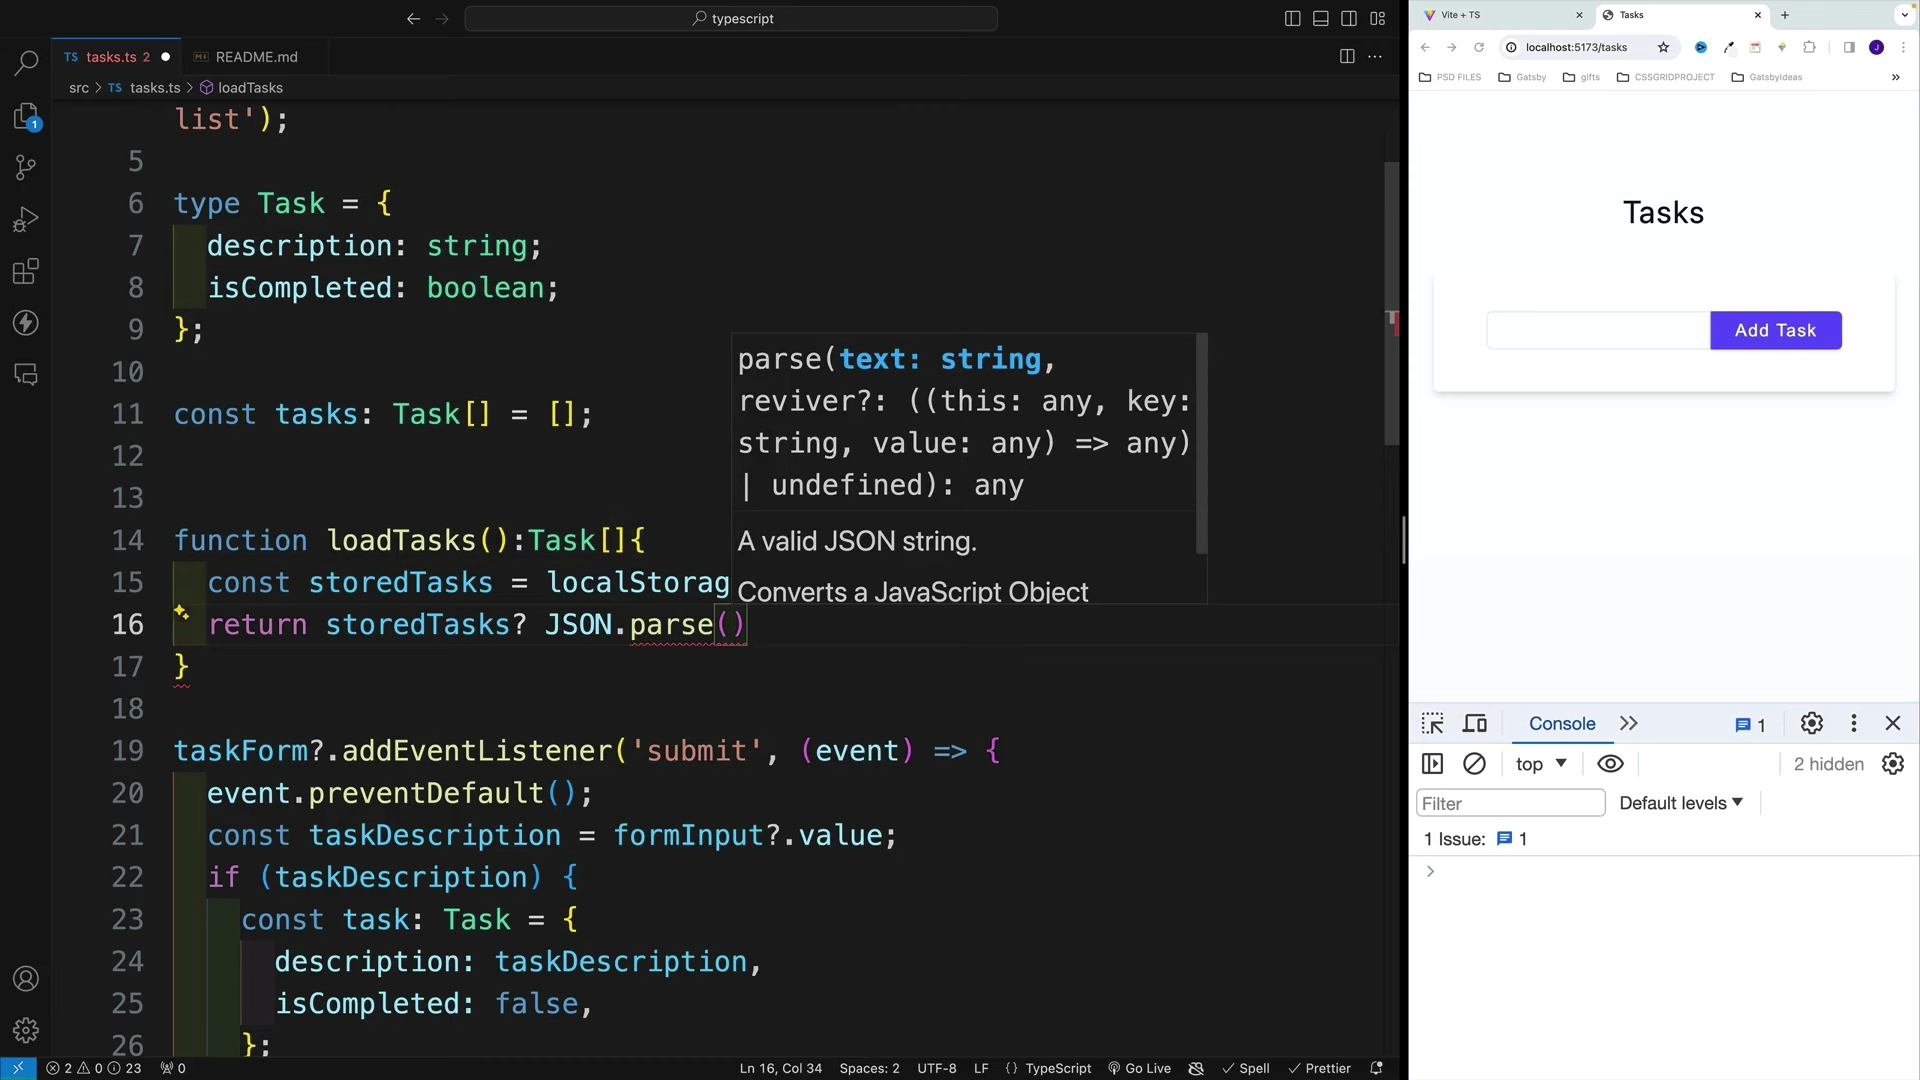 typescript
TS tasks.ts 2
README.md
src > TS tasks.ts > loadTasks
list');
5
6 type Task = {
7 description: string;
8 isCompleted: boolean;
9 };
10
11 const tasks: Task[] = [];
12
13
14 function loadTasks():Task[]{
15 const storedTasks = localStorag
16 return storedTasks? JSON.parse()
17 }
18
19 taskForm?.addEventListener('submit', (event) => {
20 event.preventDefault();
21 const taskDescription = formInput?.value;
22 if (taskDescription) {
23 const task: Task = {
24 description: taskDescription,
25 isCompleted: false,
26 };
parse(text: string,
reviver?: ((this: any, key:
string, value: any) => any)
| undefined): any
A valid JSON string.
Converts a JavaScript Object
1
2 0 23 0
Ln 16, Col 34 Spaces: 2 UTF-8 LF {} TypeScript Go Live Spell Prettier
Vite + TS
Tasks
localhost:5173/tasks
J
PSD FILES Gatsby gifts CSSGRIDPROJECT GatsbyIdeas »
Tasks
Add Task
Console
1
top
2 hidden
Filter
Default levels
1 Issue: 1
>